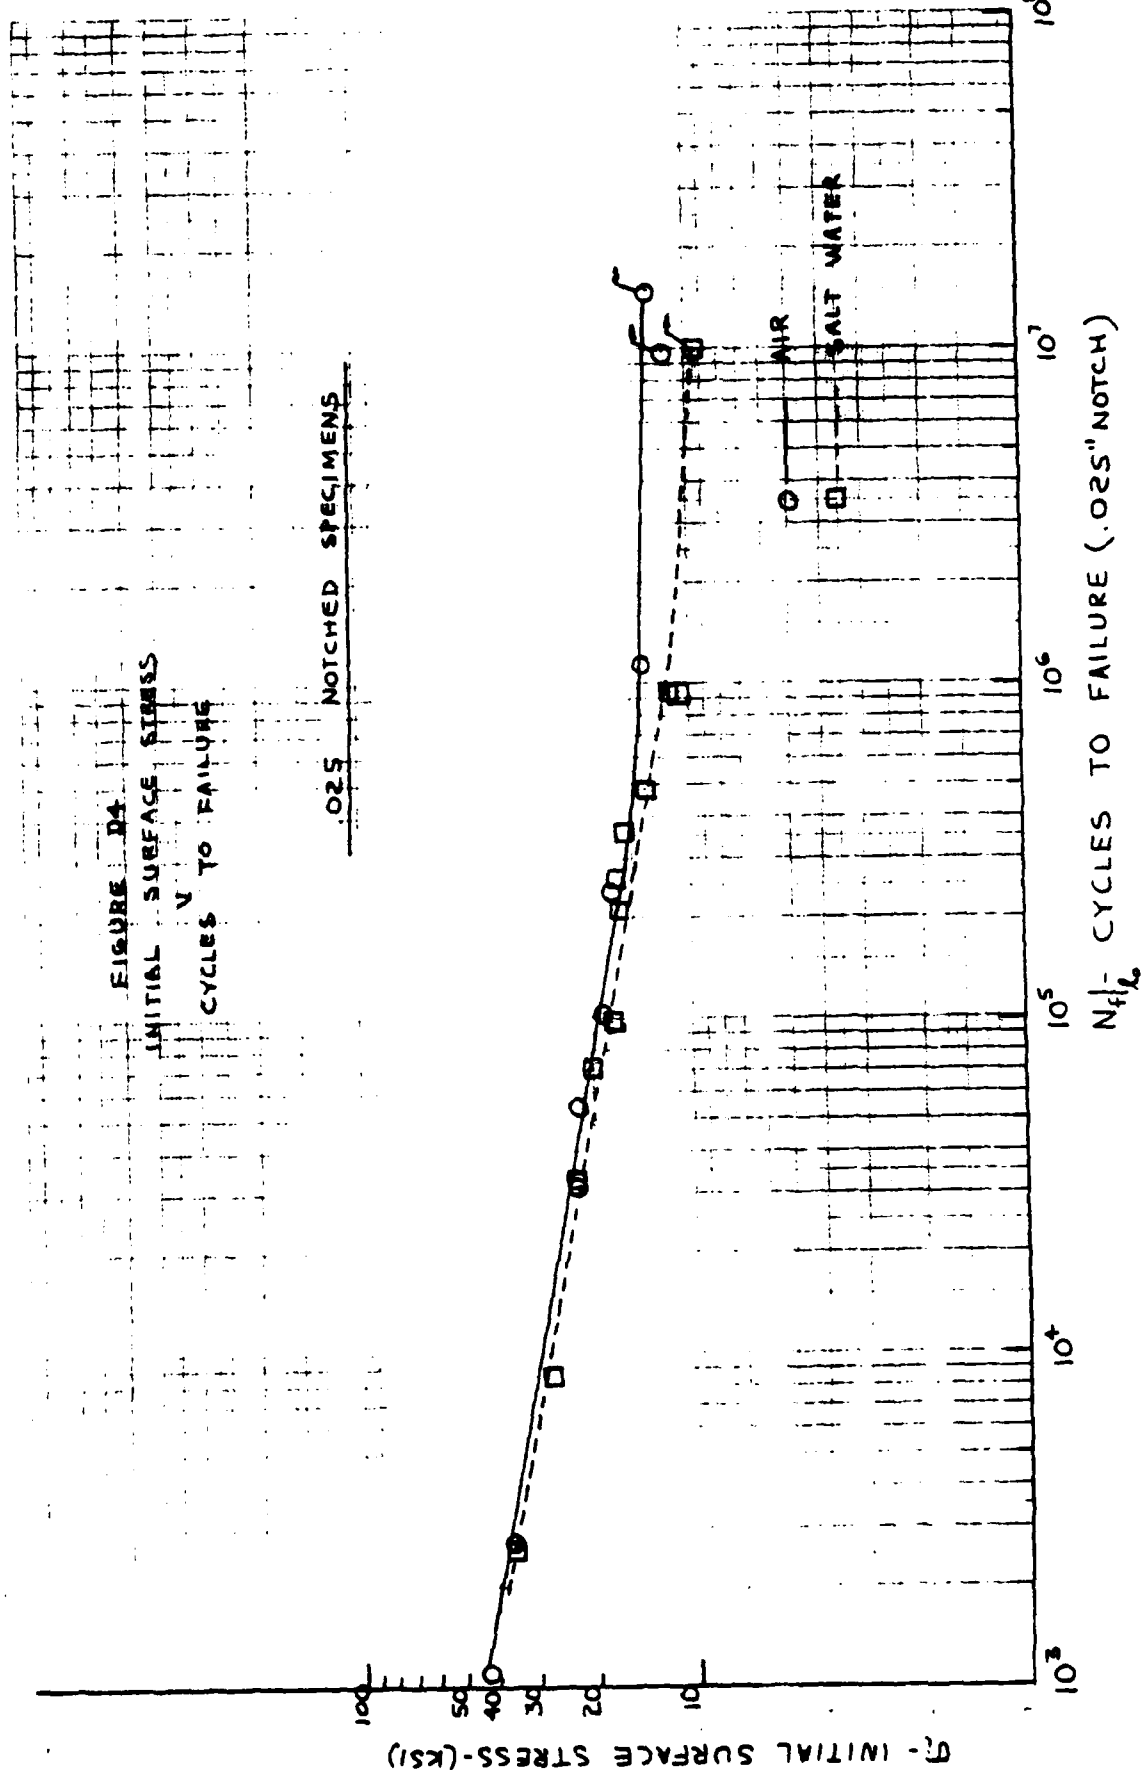 FIGURE D4
INITIAL SURFACE STRESS
V
CYCLES TO FAILURE
.025 NOTCHED SPECIMENS
σi - INITIAL SURFACE STRESS-(KSI)
100
50
40
30
20
10
AIR
SALT WATER
10³
10⁴
10⁵
10⁶
10⁷
- CYCLES TO FAILURE (.025" NOTCH)